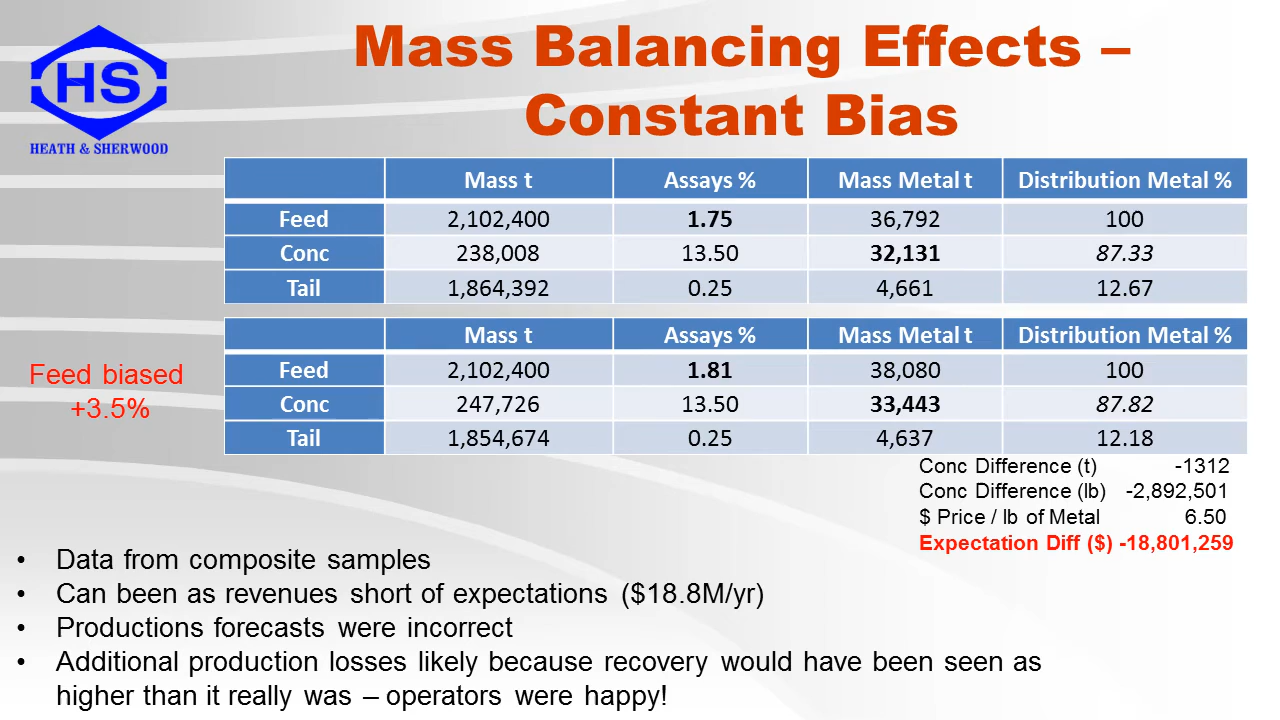 Mass Balancing Effects –
Constant Bias
HS
HEATH & SHERWOOD
Mass t Assays % Mass Metal t Distribution Metal %
Feed 2,102,400 1.75 36,792 100
Conc 238,008 13.50 32,131 87.33
Tail 1,864,392 0.25 4,661 12.67
Mass t Assays % Mass Metal t Distribution Metal %
Feed 2,102,400 1.81 38,080 100
Conc 247,726 13.50 33,443 87.82
Tail 1,854,674 0.25 4,637 12.18
Feed biased
+3.5%
Conc Difference (t) -1312
Conc Difference (lb) -2,892,501
$ Price / lb of Metal 6.50
Expectation Diff ($) -18,801,259
• Data from composite samples
• Can been as revenues short of expectations ($18.8M/yr)
• Productions forecasts were incorrect
• Additional production losses likely because recovery would have been seen as
higher than it really was – operators were happy!